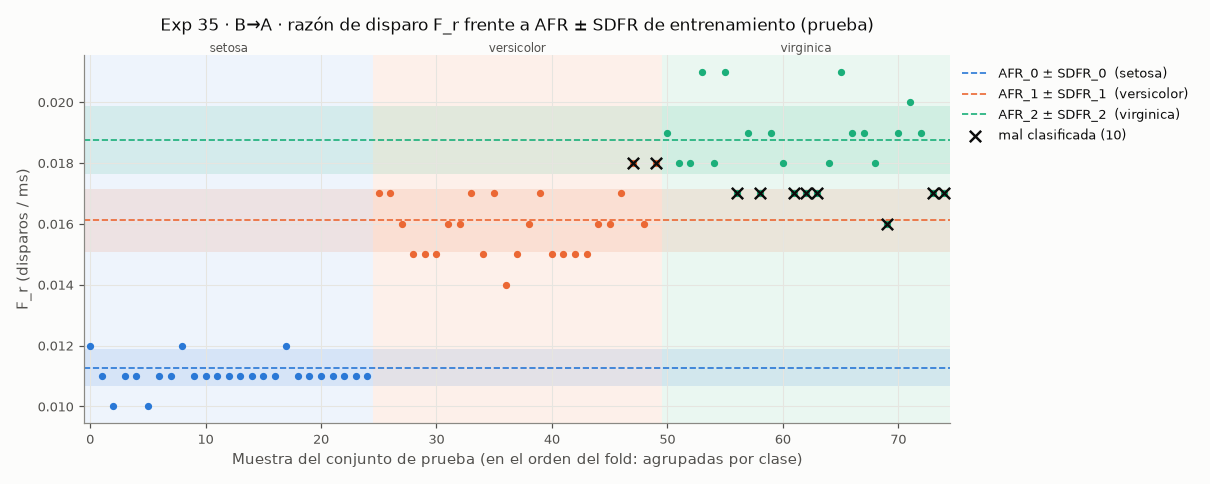 Exp 35 · B→A · razón de disparo F_r frente a AFR ± SDFR de entrenamiento (prueba)
setosa
versicolor
virginica
AFR_0 ± SDFR_0 (setosa)
AFR_1 ± SDFR_1 (versicolor)
AFR_2 ± SDFR_2 (virginica)
mal clasificada (10)
F_r (disparos / ms)
0.020
0.018
0.016
0.014
0.012
0.010
0
10
20
30
40
50
60
70
Muestra del conjunto de prueba (en el orden del fold: agrupadas por clase)